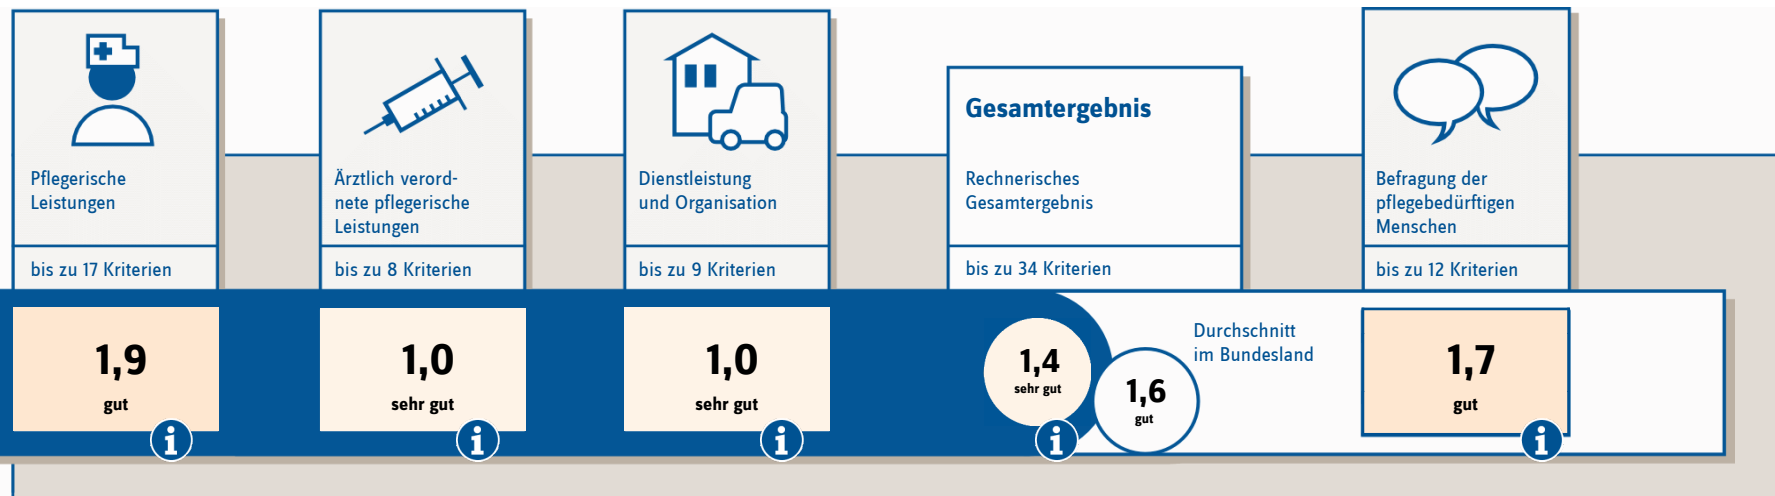 Pflegerische
Leistungen
bis zu 17 Kriterien
1,9
gut
i
Ärztlich verord-
nete pflegerische
Leistungen
bis zu 8 Kriterien
1,0
sehr gut
i
Dienstleistung
und Organisation
bis zu 9 Kriterien
1,0
sehr gut
i
Gesamtergebnis
Rechnerisches
Gesamtergebnis
bis zu 34 Kriterien
1,4
sehr gut
i
Durchschnitt
im Bundesland
1,6
gut
Befragung der
pflegebedürftigen
Menschen
bis zu 12 Kriterien
1,7
gut
i